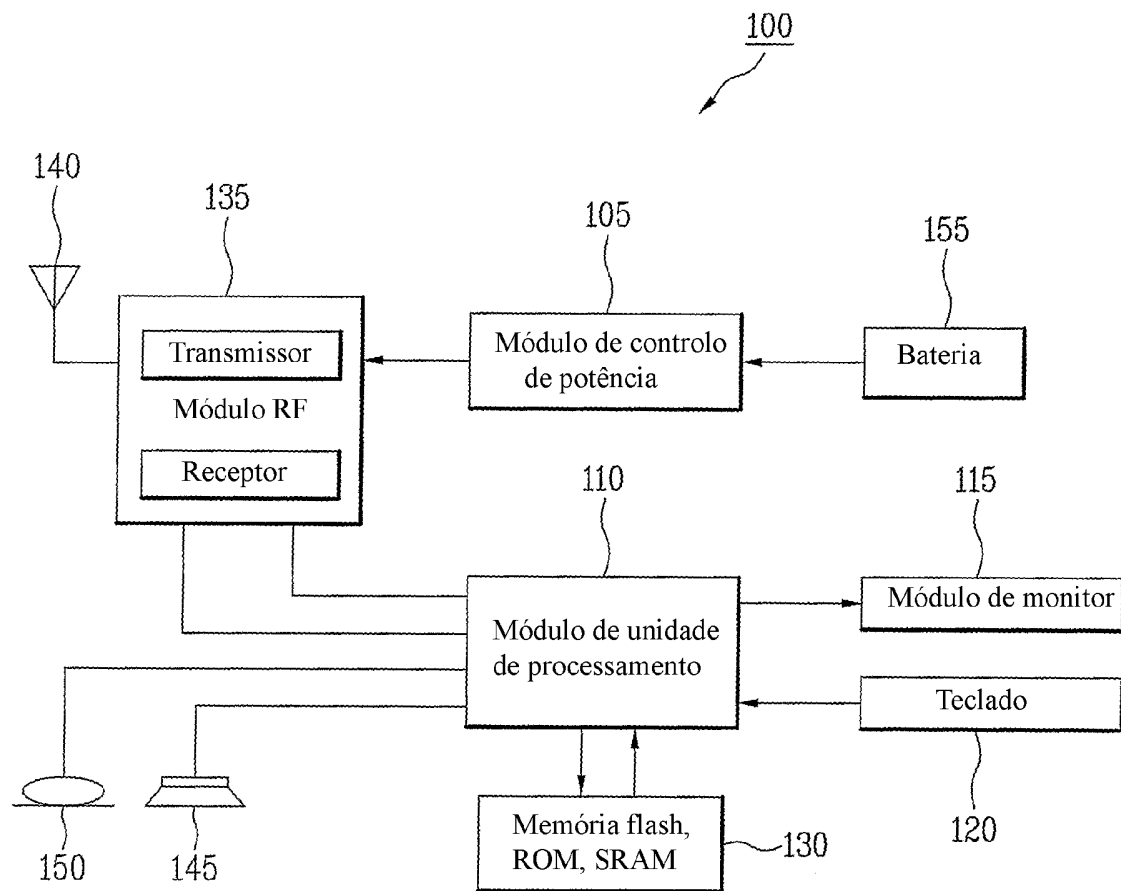 100
140
135
105
155
Transmissor
Módulo RF
Receptor
Módulo de controlo
de potência
Bateria
110
115
Módulo de unidade
de processamento
Módulo de monitor
Teclado
120
Memória flash,
ROM, SRAM
130
150
145